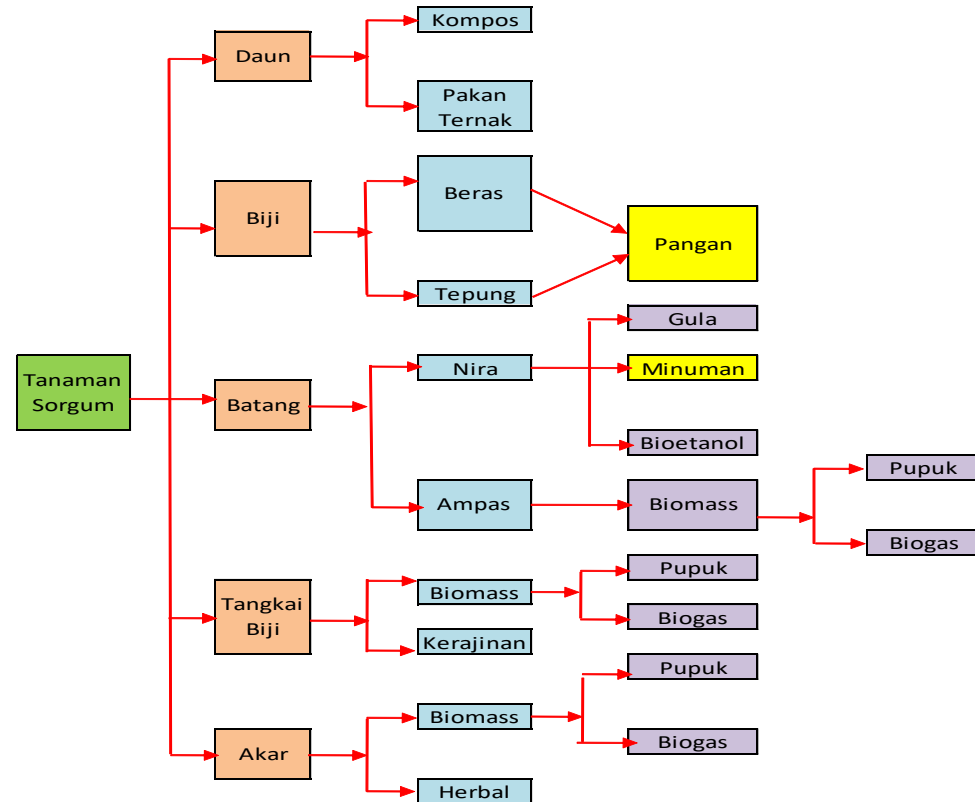 Kompos
Daun
Pakan
Ternak
Beras
Biji
Pangan
Tepung
Gula
Tanaman
Sorgum
Nira
Minuman
Batang
Bioetanol
Pupuk
Ampas
Biomass
Biogas
Tangkai
Biji
Biomass
Pupuk
Biogas
Kerajinan
Pupuk
Biomass
Akar
Biogas
Herbal